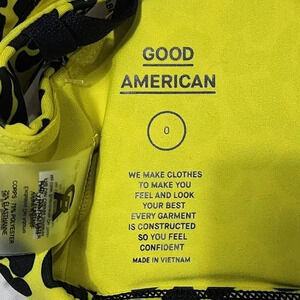 GOOD
AMERICAN
0
WE MAKE CLOTHES
TO MAKE YOU
FEEL AND LOOK
YOUR BEST
EVERY GARMENT
IS CONSTRUCTED
SO YOU FEEL
CONFIDENT
MADE IN VIETNAM